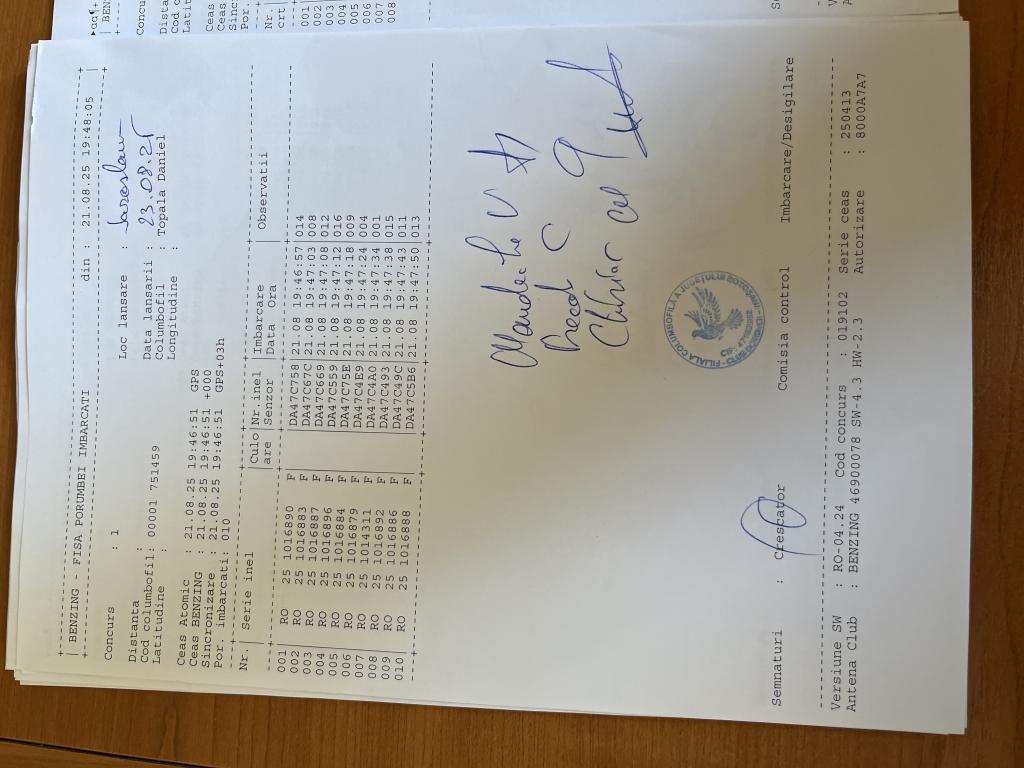 | BENZING - FISA PORUMBEI IMBARCATI din : 21.08.25 19:48:05 |
Concurs : 1 Loc lansare : Jaroslaw
Distanta : Data lansarii : 23.08.25
Cod columbofil: 00001 751459 Columbofil : Topala Daniel
Latitudine : Longitudine :
Ceas Atomic : 21.08.25 19:46:51 GPS
Ceas BENZING : 21.08.25 19:46:51 +000
Sincronizare : 21.08.25 19:46:51 GPS+03h
Por. imbarcati: 010
Nr.| Serie inel |Culo|Nr.inel |Imbarcare | Observatii
|are |Senzor |Data Ora |
001| RO 25 1016890 F | |DA47C758|21.08 19:46:57|014
002| RO 25 1016883 F | |DA47C67C|21.08 19:47:03|008
003| RO 25 1016887 F | |DA47C669|21.08 19:47:08|012
004| RO 25 1016896 F | |DA47C559|21.08 19:47:12|016
005| RO 25 1016884 F | |DA47C75E|21.08 19:47:18|009
006| RO 25 1016879 F | |DA47C4E9|21.08 19:47:24|004
007| RO 25 1014311 F | |DA47C4A0|21.08 19:47:34|001
008| RO 25 1016892 F | |DA47C493|21.08 19:47:38|015
009| RO 25 1016886 F | |DA47C49C|21.08 19:47:43|011
010| RO 25 1016888 F | |DA47C5B6|21.08 19:47:50|013
FILIALA COLUMBOFILĂ A JUDEȚULUI BOTOȘANI
Semnaturi : Crescator Comisia control Imbarcare/Desigilare
Versiune SW : RO-04.24 Cod concurs : 019102 Serie ceas : 250413
Antena Club : BENZING 46900078 SW-4.3 HW-2.3 Autorizare : 8000A7A7